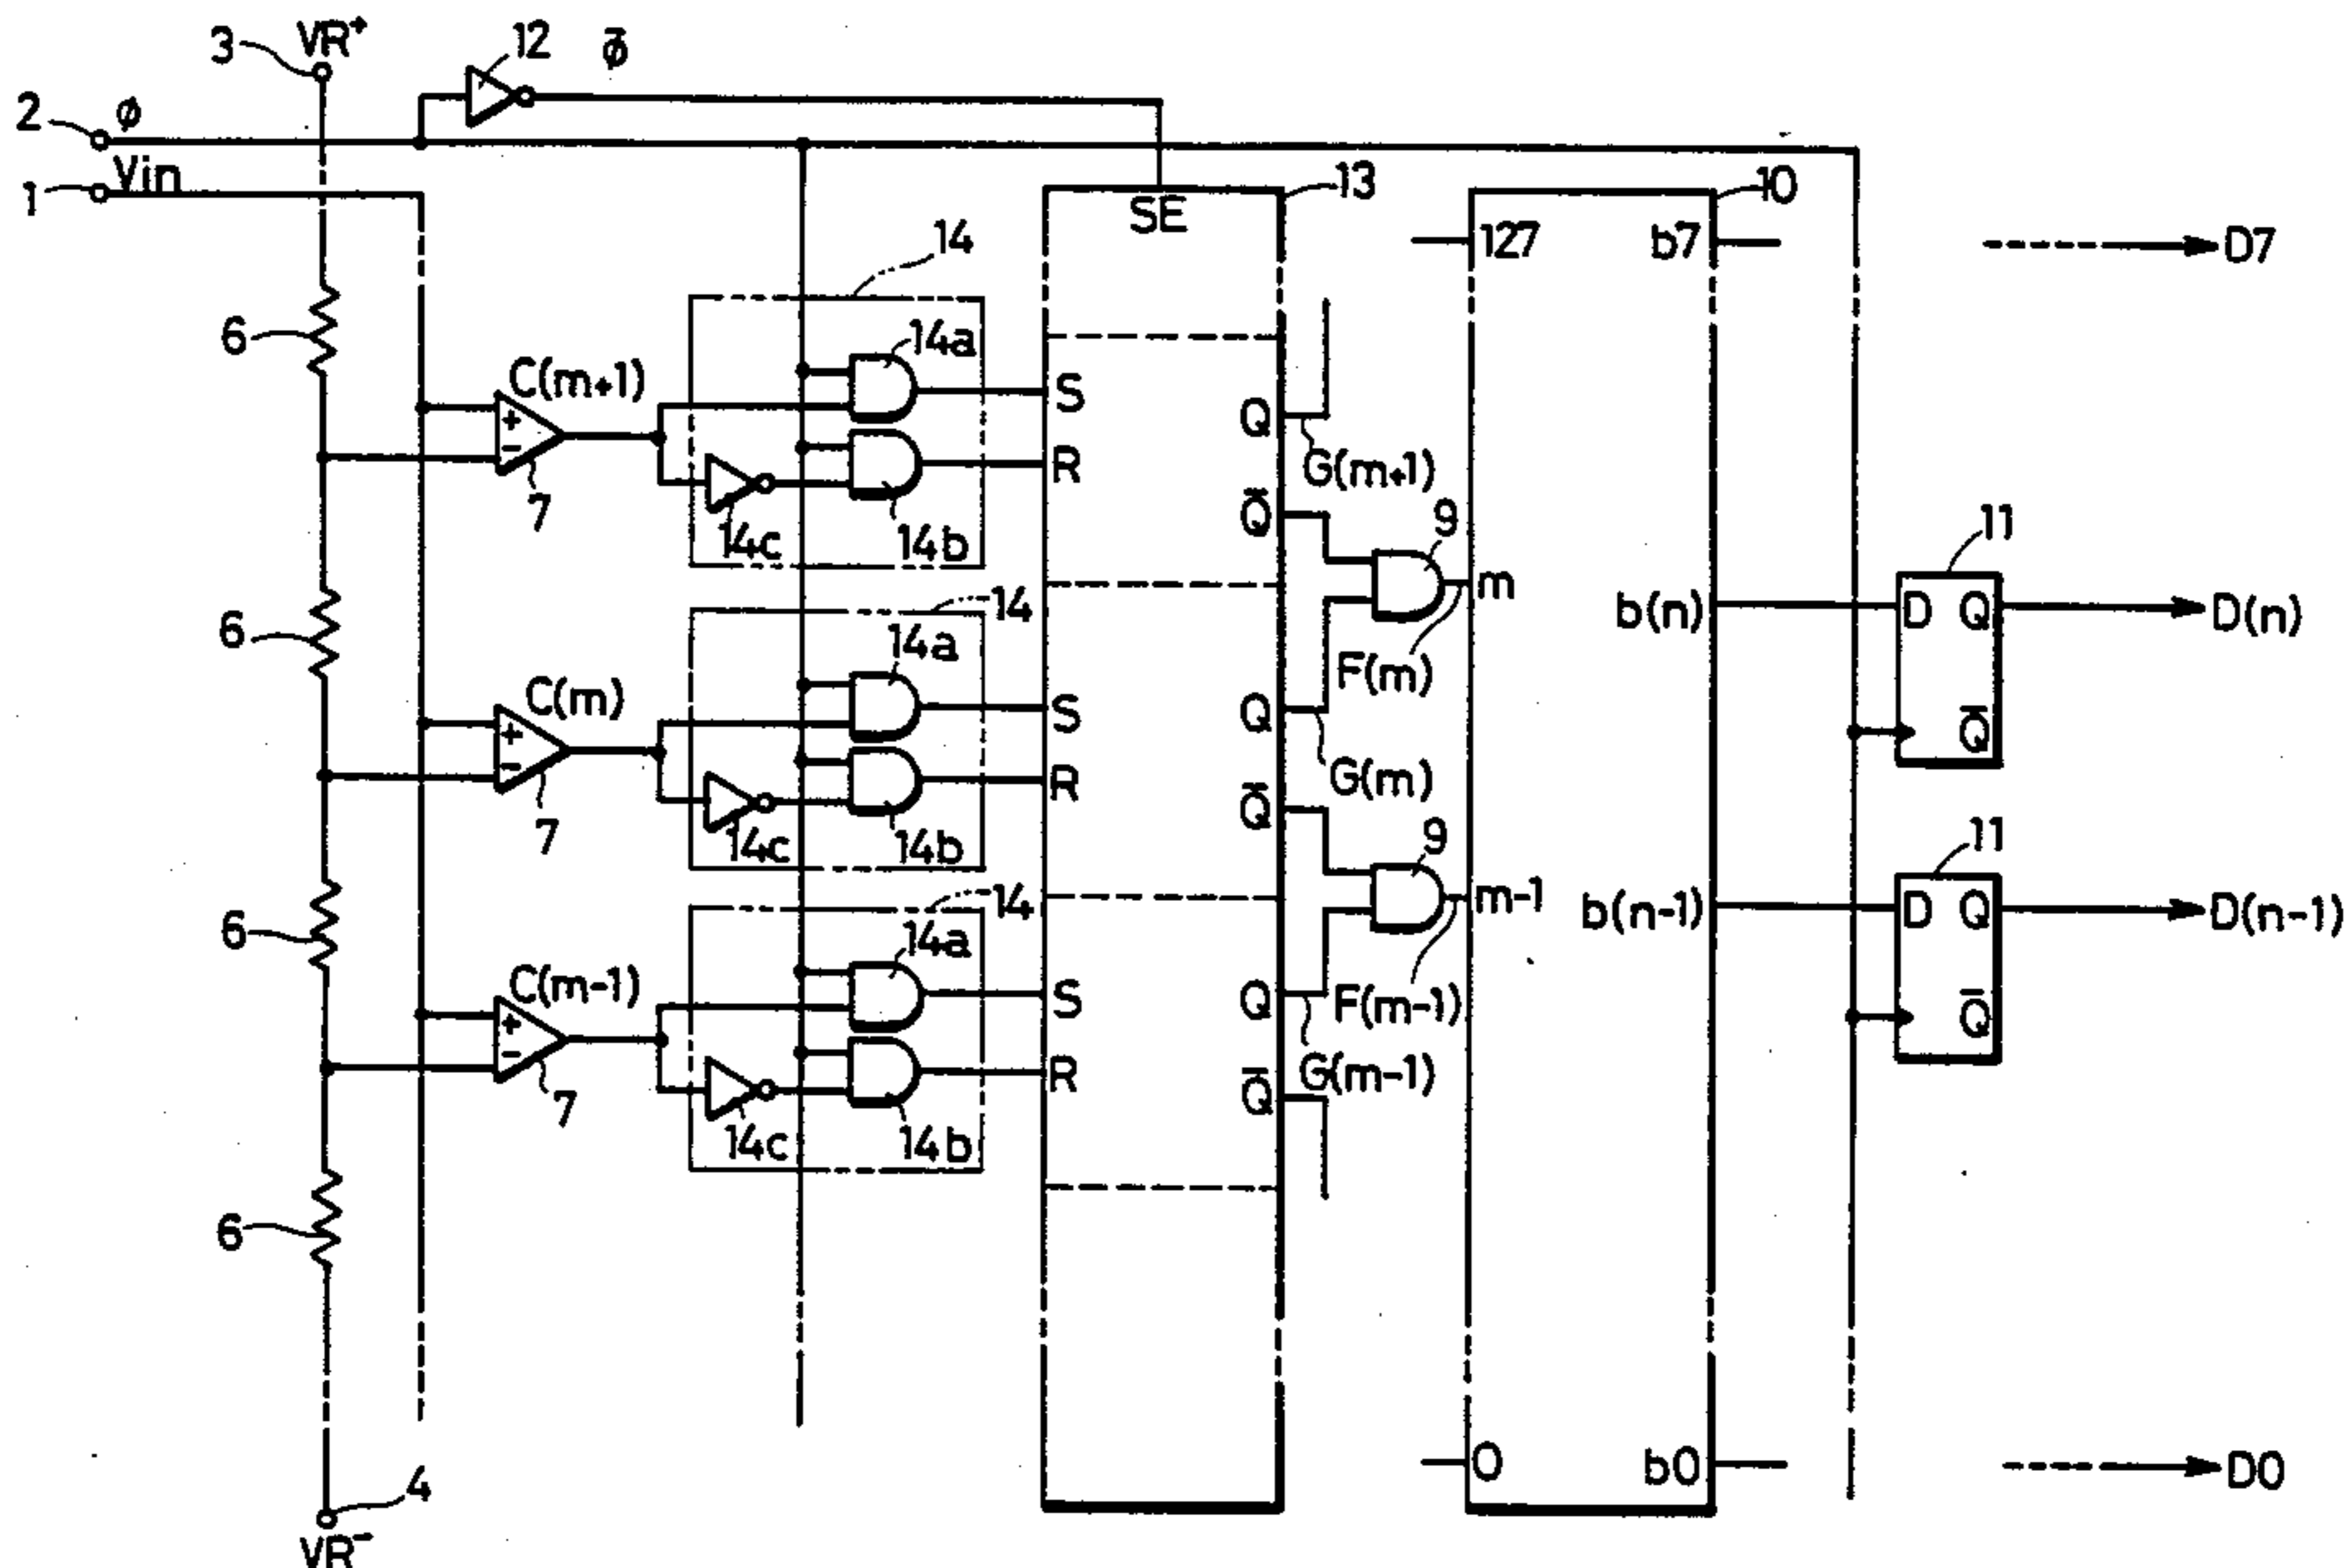 3 VR⁺ 12 φ̄
2 φ
1 Vin
13 10
SE
127 b7 D7
14
6 14a
C(m+1) + - S Q
G(m+1)
7 14c 14b R Q̄
9 11
14 m b(n) D Q D(n)
6 14a F(m)
C(m) + - S Q Q̄
G(m)
7 14c 14b R Q̄
9 11
14 m-1 b(n-1) D Q D(n-1)
6 14a
C(m-1) + - S Q F(m-1) Q̄
G(m-1)
7 14c 14b R Q̄
6
4 0 b0 D0
VR⁻